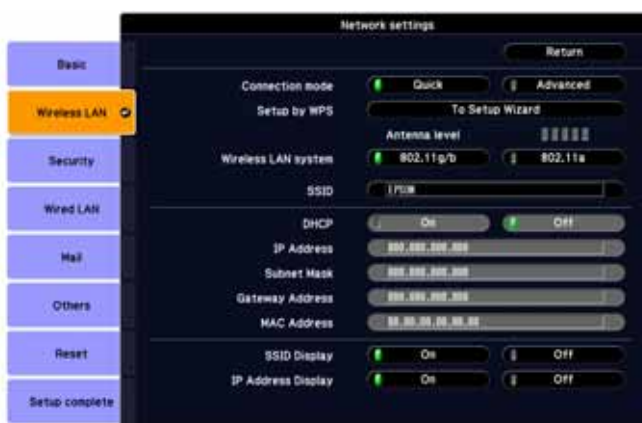 Network settings
Return
Basic
Wireless LAN
Security
Wired LAN
Mail
Others
Reset
Setup complete
Connection mode Quick Advanced
Setup by WPS To Setup Wizard
Antenna level
Wireless LAN system 802.11g/b 802.11a
SSID
DHCP On Off
IP Address
Subnet Mask
Gateway Address
MAC Address
SSID Display On Off
IP Address Display On Off